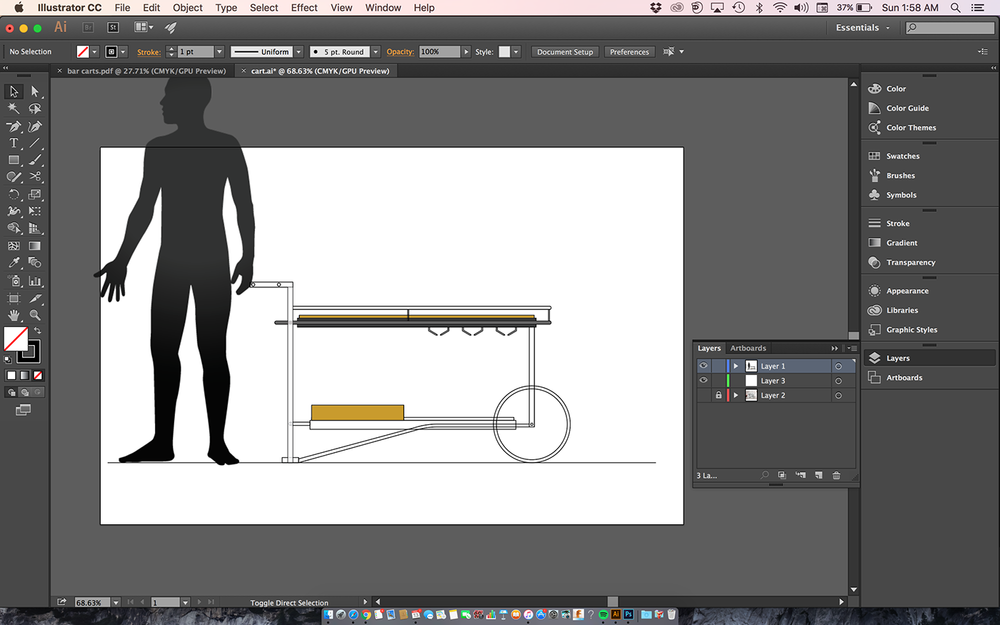 Illustrator CC File Edit Object Type Select Effect View Window Help 37% Sun 1:58 AM
Ai Br St Essentials
No Selection Stroke: 1 pt Uniform 5 pt. Round Opacity: 100% Style: Document Setup Preferences
× bar carts.pdf @ 27.71% (CMYK/GPU Preview) × cart.ai* @ 68.63% (CMYK/GPU Preview)
Color
Color Guide
Color Themes
Swatches
Brushes
Symbols
Stroke
Gradient
Transparency
Appearance
Libraries
Graphic Styles
Layers
Artboards
Layers Artboards
Layer 1
Layer 3
Layer 2
3 La...
68.63% 1 Toggle Direct Selection